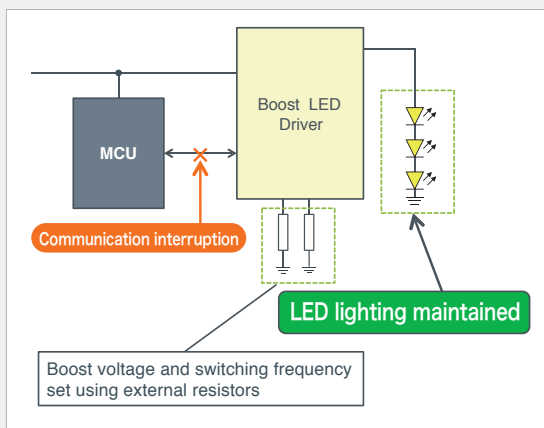 Boost LED
Driver
MCU
Communication interruption
LED lighting maintained
Boost voltage and switching frequency
set using external resistors